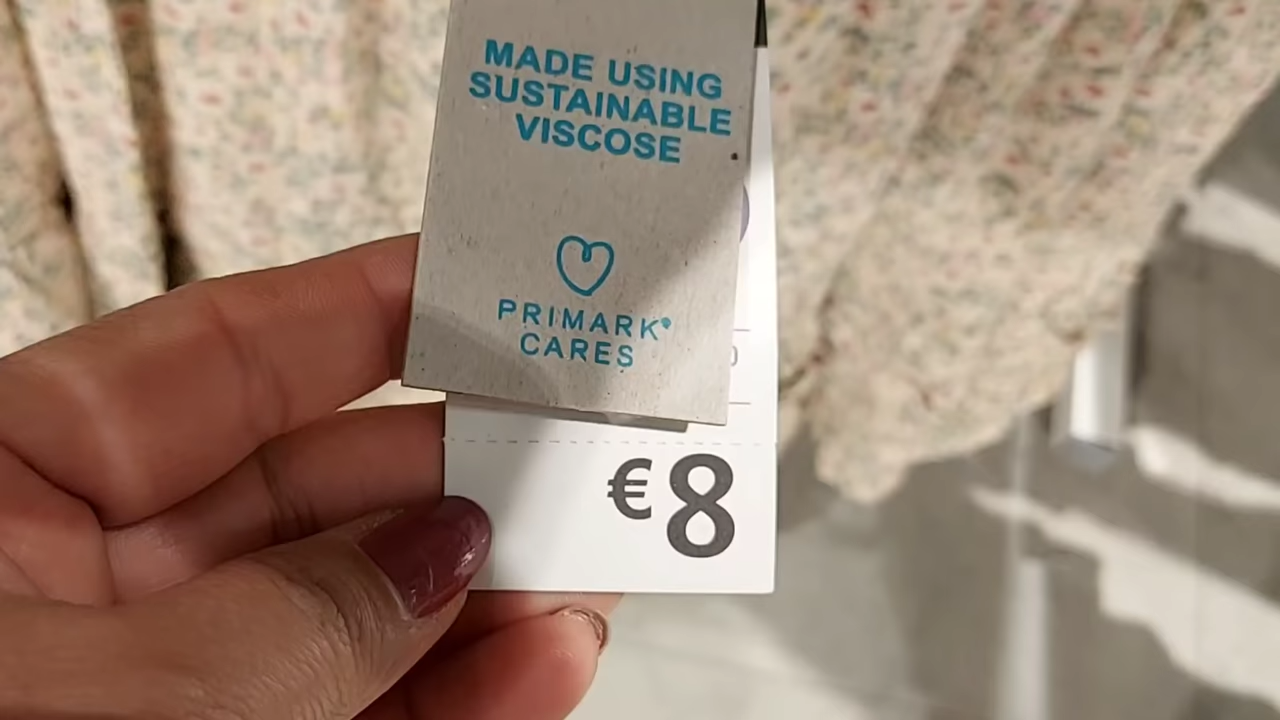 MADE USING
SUSTAINABLE
VISCOSE
PRIMARK®
CARES
€8